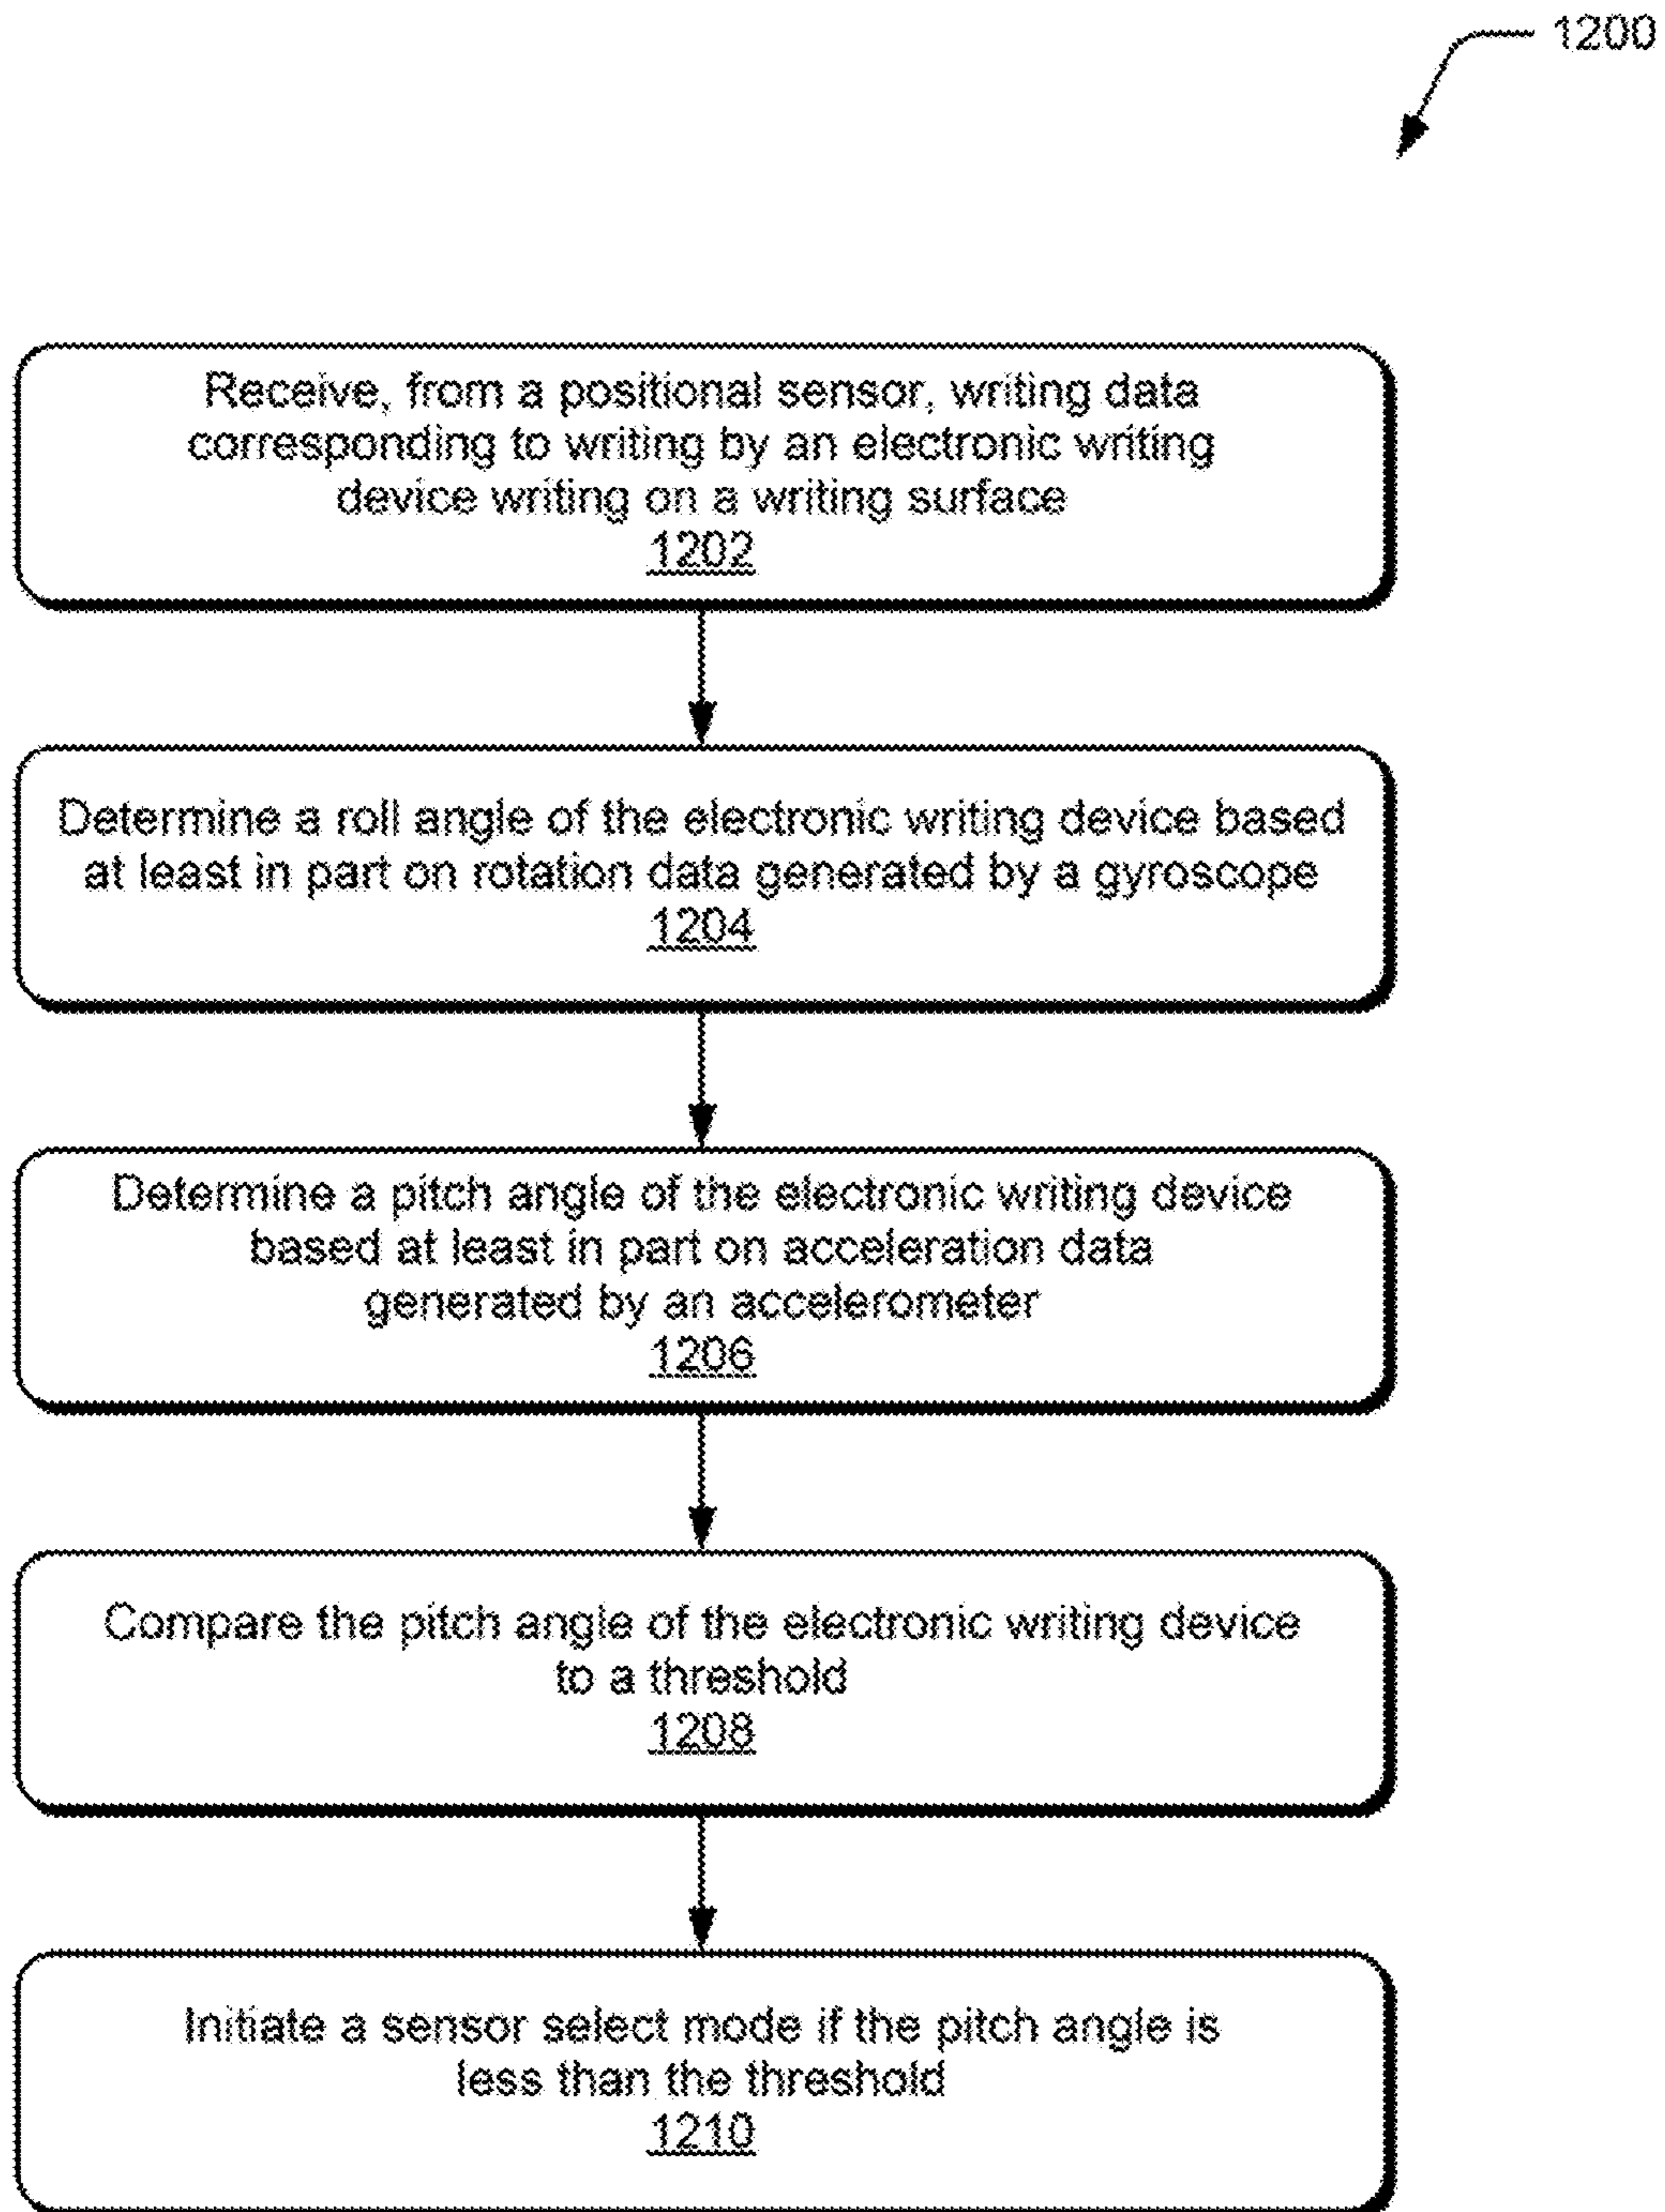 1200
Receive, from a positional sensor, writing data
corresponding to writing by an electronic writing
device writing on a writing surface
1202
Determine a roll angle of the electronic writing device based
at least in part on rotation data generated by a gyroscope
1204
Determine a pitch angle of the electronic writing device
based at least in part on acceleration data
generated by an accelerometer
1206
Compare the pitch angle of the electronic writing device
to a threshold
1208
Initiate a sensor select mode if the pitch angle is
less than the threshold
1210